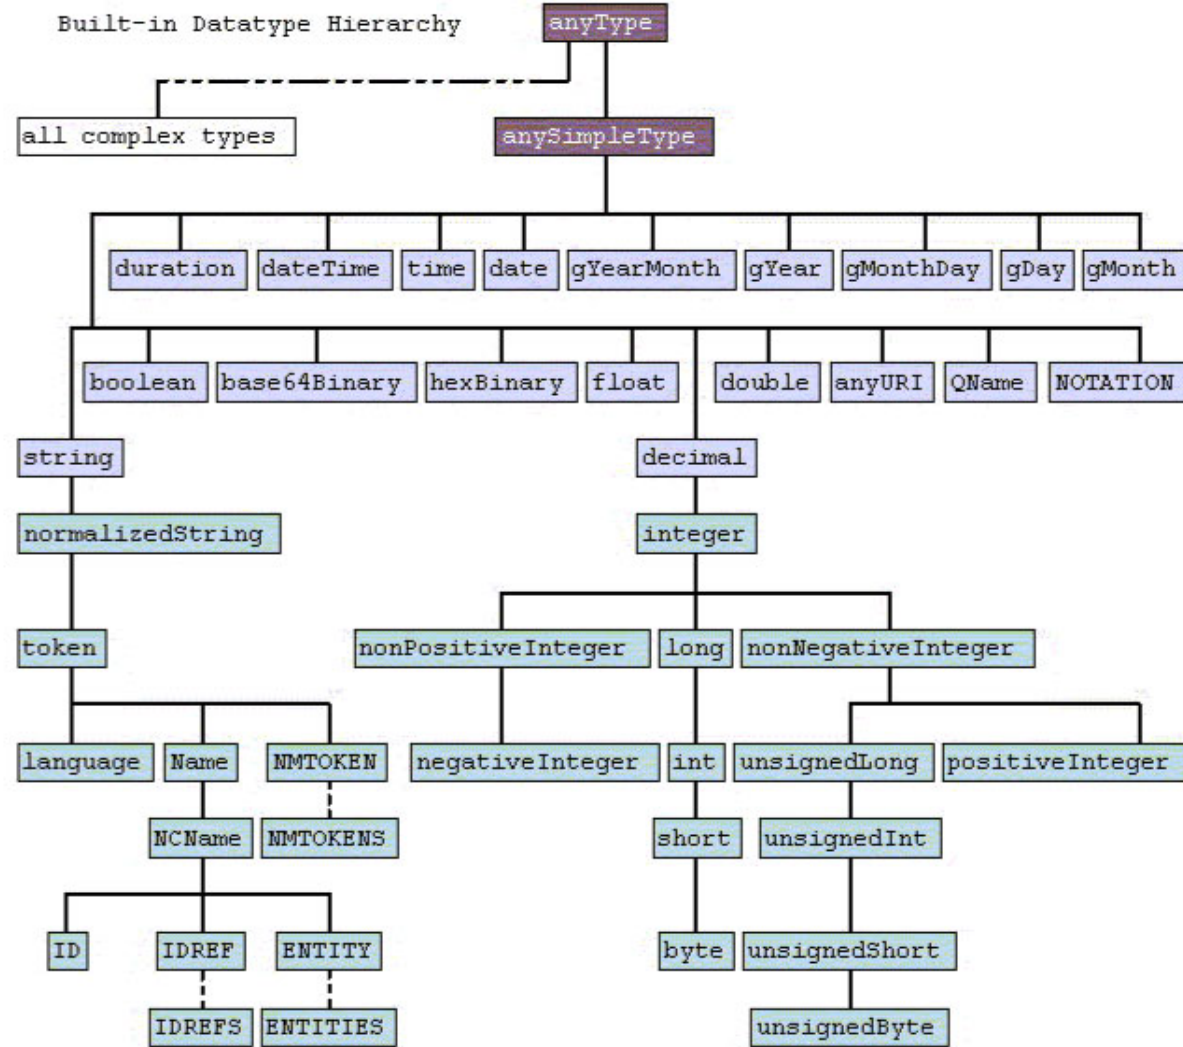 Built-in Datatype Hierarchy anyType
all complex types anySimpleType
duration dateTime time date gYearMonth gYear gMonthDay gDay gMonth
boolean base64Binary hexBinary float double anyURI QName NOTATION
string decimal
normalizedString integer
token nonPositiveInteger long nonNegativeInteger
language Name NMTOKEN negativeInteger int unsignedLong positiveInteger
NCName NMTOKENS short unsignedInt
ID IDREF ENTITY byte unsignedShort
IDREFS ENTITIES unsignedByte